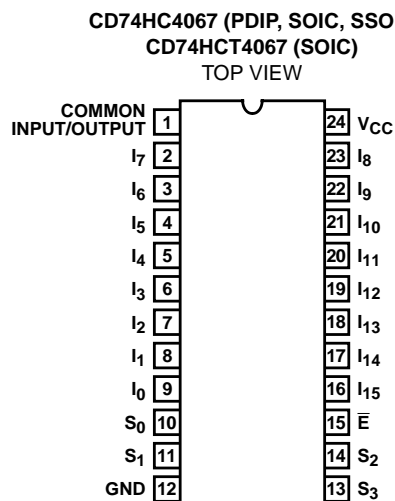 CD74HC4067 (PDIP, SOIC, SSO
CD74HCT4067 (SOIC)
TOP VIEW
COMMON
INPUT/OUTPUT 1 24 VCC
I7 2 23 I8
I6 3 22 I9
I5 4 21 I10
I4 5 20 I11
I3 6 19 I12
I2 7 18 I13
I1 8 17 I14
I0 9 16 I15
S0 10 15 E̅
S1 11 14 S2
GND 12 13 S3